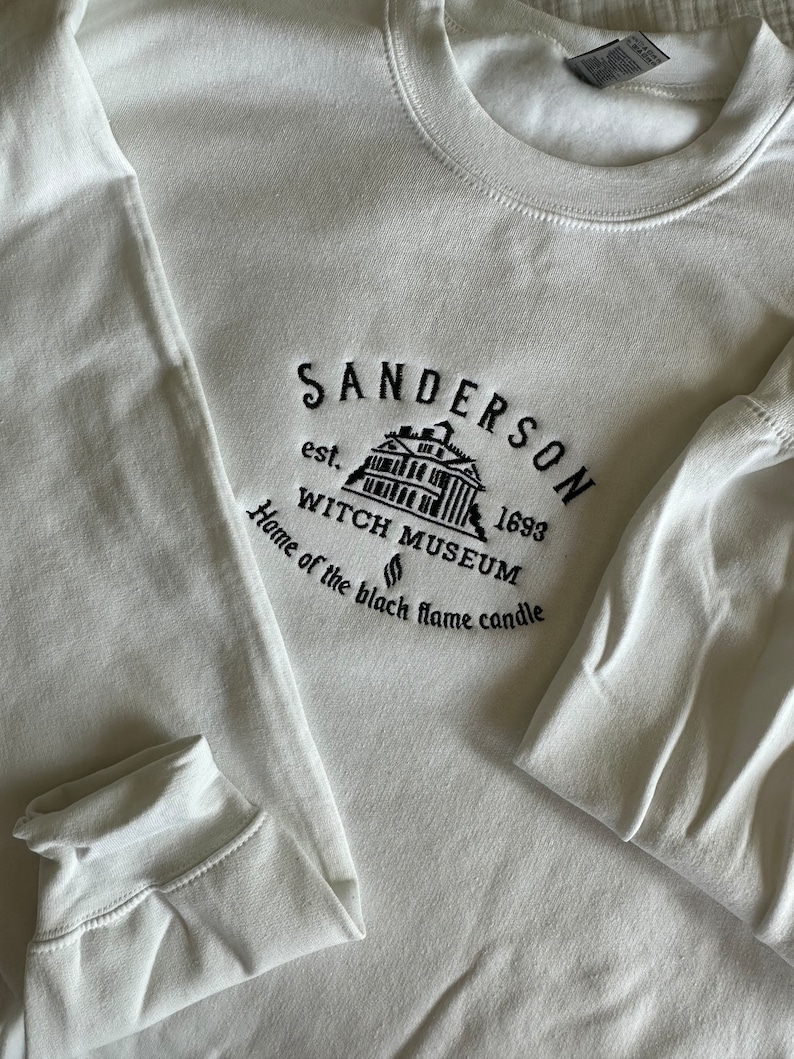 SANDERSON
est. 1693
WITCH MUSEUM
Home of the black flame candle